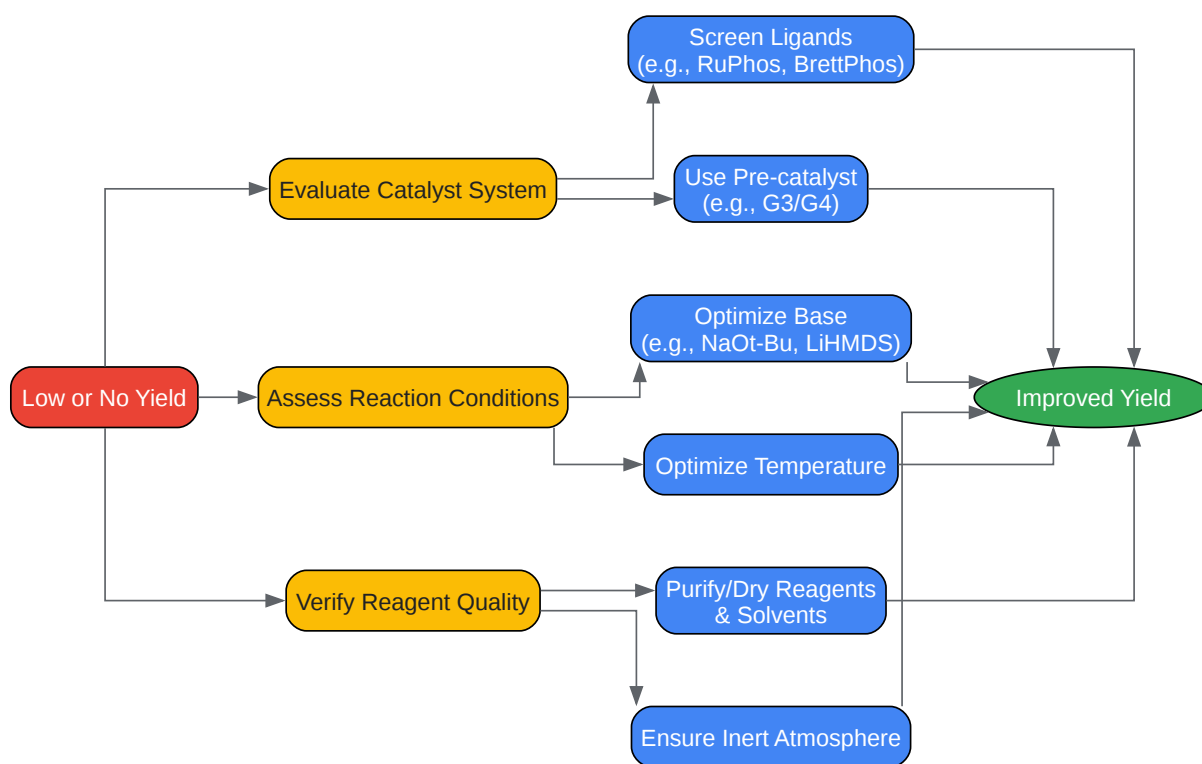 Screen Ligands
(e.g., RuPhos, BrettPhos)
Evaluate Catalyst System
Use Pre-catalyst
(e.g., G3/G4)
Optimize Base
(e.g., NaOt-Bu, LiHMDS)
Low or No Yield
Assess Reaction Conditions
Improved Yield
Optimize Temperature
Verify Reagent Quality
Purify/Dry Reagents
& Solvents
Ensure Inert Atmosphere